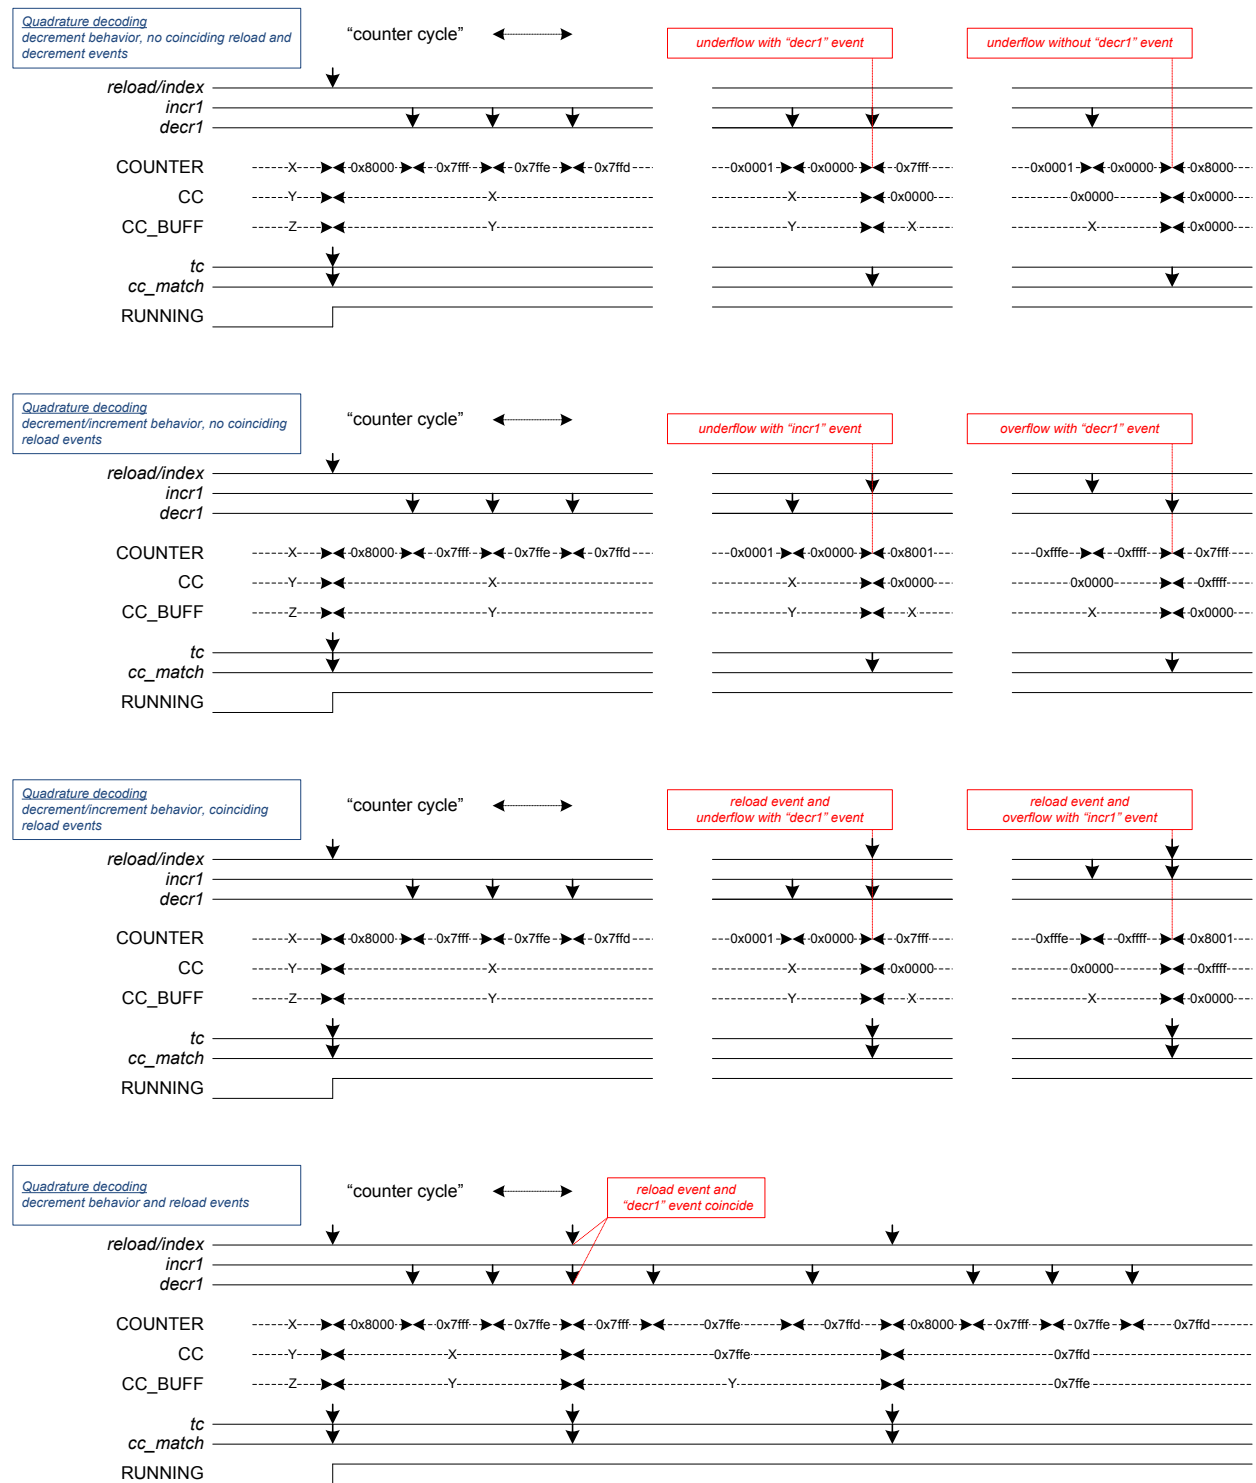 Quadrature decoding
decrement behavior, no coinciding reload and
decrement events
"counter cycle"
underflow with "decr1" event
underflow without "decr1" event
reload/index
incr1
decr1
COUNTER X 0x8000 0x7fff 0x7ffe 0x7ffd 0x0001 0x0000 0x7fff 0x0001 0x0000 0x8000
CC Y X X 0x0000 0x0000 0x0000
CC_BUFF Z Y Y X X 0x0000
tc
cc_match
RUNNING
Quadrature decoding
decrement/increment behavior, no coinciding
reload events
"counter cycle"
underflow with "incr1" event
overflow with "decr1" event
reload/index
incr1
decr1
COUNTER X 0x8000 0x7fff 0x7ffe 0x7ffd 0x0001 0x0000 0x8001 0xfffe 0xffff 0x7fff
CC Y X X 0x0000 0x0000 0xffff
CC_BUFF Z Y Y X X 0x0000
tc
cc_match
RUNNING
Quadrature decoding
decrement/increment behavior, coinciding
reload events
"counter cycle"
reload event and
underflow with "decr1" event
reload event and
overflow with "incr1" event
reload/index
incr1
decr1
COUNTER X 0x8000 0x7fff 0x7ffe 0x7ffd 0x0001 0x0000 0x7fff 0xfffe 0xffff 0x8001
CC Y X X 0x0000 0x0000 0xffff
CC_BUFF Z Y Y X X 0x0000
tc
cc_match
RUNNING
Quadrature decoding
decrement behavior and reload events
"counter cycle"
reload event and
"decr1" event coincide
reload/index
incr1
decr1
COUNTER X 0x8000 0x7fff 0x7ffe 0x7fff 0x7ffe 0x7ffd 0x8000 0x7fff 0x7ffe 0x7ffd
CC Y X 0x7ffe 0x7ffd
CC_BUFF Z Y Y 0x7ffe
tc
cc_match
RUNNING